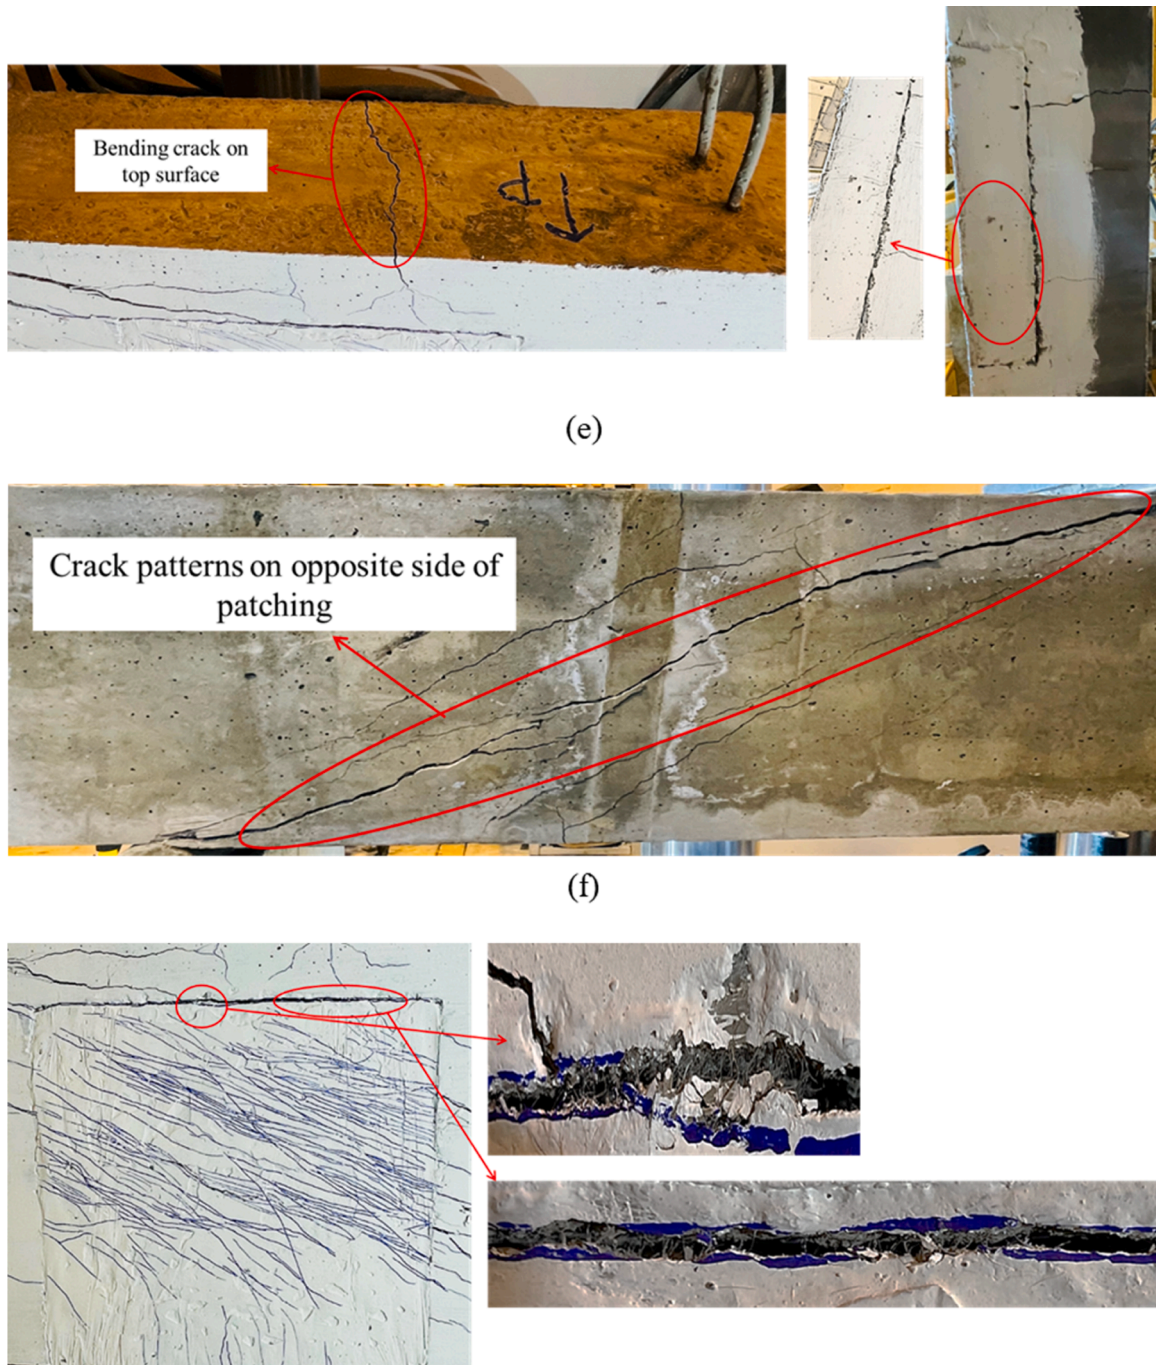 Bending crack on
top surface
(e)
Crack patterns on opposite side of
patching
(f)